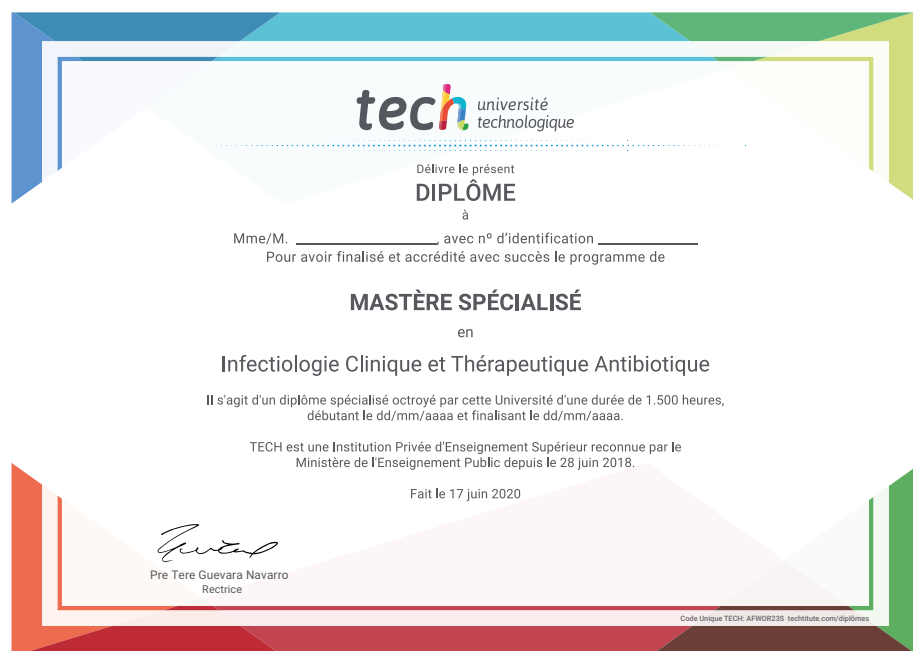 tech université
technologique
Délivre le présent
DIPLÔME
à
Mme/M. ____________________, avec nº d'identification ______________
Pour avoir finalisé et accrédité avec succès le programme de
MASTÈRE SPÉCIALISÉ
en
Infectiologie Clinique et Thérapeutique Antibiotique
Il s'agit d'un diplôme spécialisé octroyé par cette Université d'une durée de 1.500 heures,
débutant le dd/mm/aaaa et finalisant le dd/mm/aaaa.
TECH est une Institution Privée d'Enseignement Supérieur reconnue par le
Ministère de l'Enseignement Public depuis le 28 juin 2018.
Fait le 17 juin 2020
Pre Tere Guevara Navarro
Rectrice
Code Unique TECH: AFWOR23S techtitute.com/diplômes